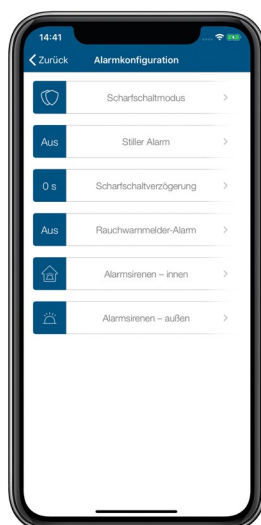 14:41
Zurück Alarmkonfiguration
Scharfschaltmodus
Aus Stiller Alarm
0 s Scharfschaltverzögerung
Aus Rauchwarnmelder-Alarm
Alarmsirenen – innen
Alarmsirenen – außen